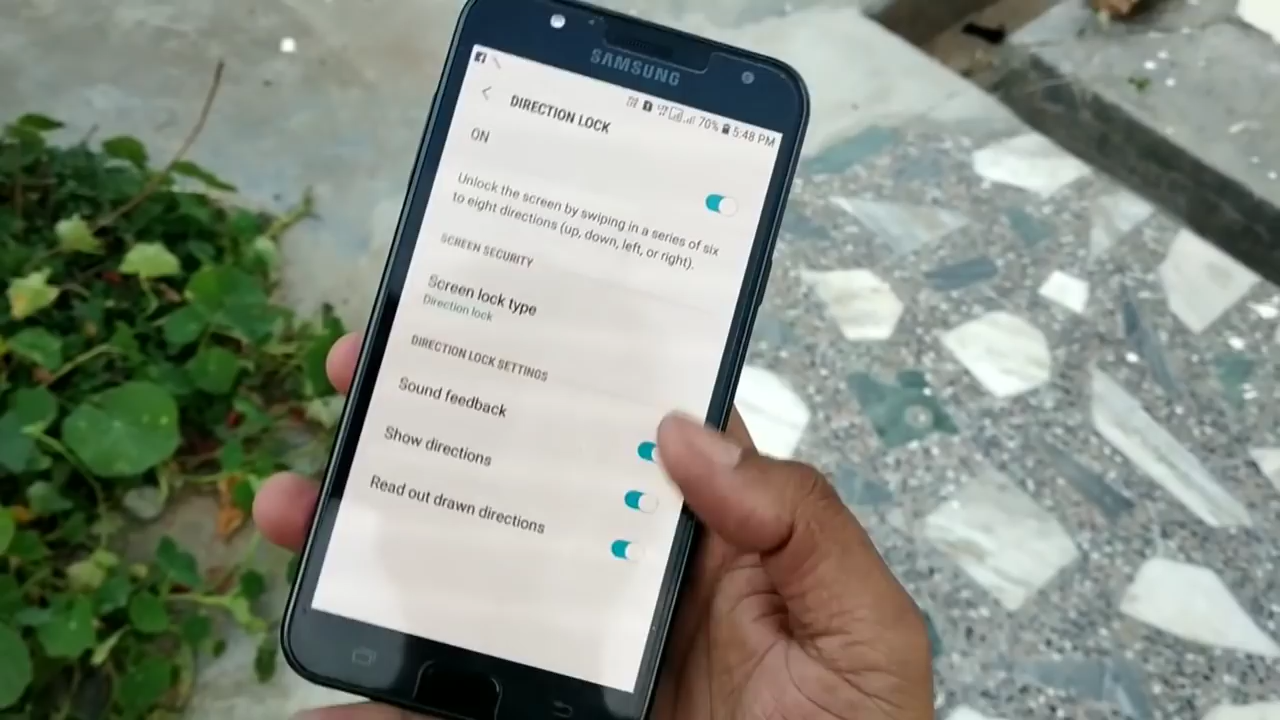 SAMSUNG
70% 5:48 PM
DIRECTION LOCK
ON
Unlock the screen by swiping in a series of six
to eight directions (up, down, left, or right).
SCREEN SECURITY
Screen lock type
Direction lock
DIRECTION LOCK SETTINGS
Sound feedback
Show directions
Read out drawn directions